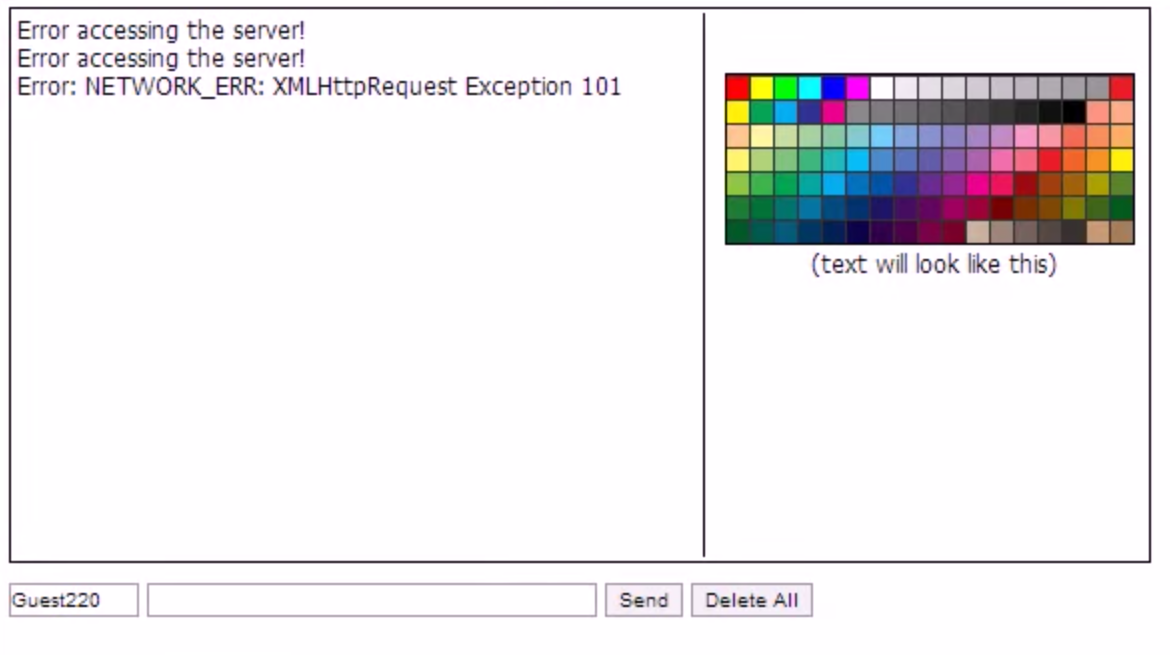 Error accessing the server!
Error accessing the server!
Error: NETWORK_ERR: XMLHttpRequest Exception 101
(text will look like this)
Guest220
Send
Delete All